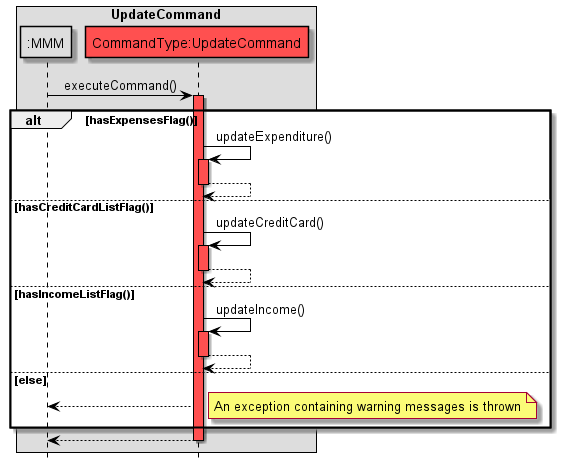 UpdateCommand
:MMM
CommandType:UpdateCommand
executeCommand()
alt
[hasExpensesFlag()]
updateExpenditure()
[hasCreditCardListFlag()]
updateCreditCard()
[hasIncomeListFlag()]
updateIncome()
[else]
An exception containing warning messages is thrown